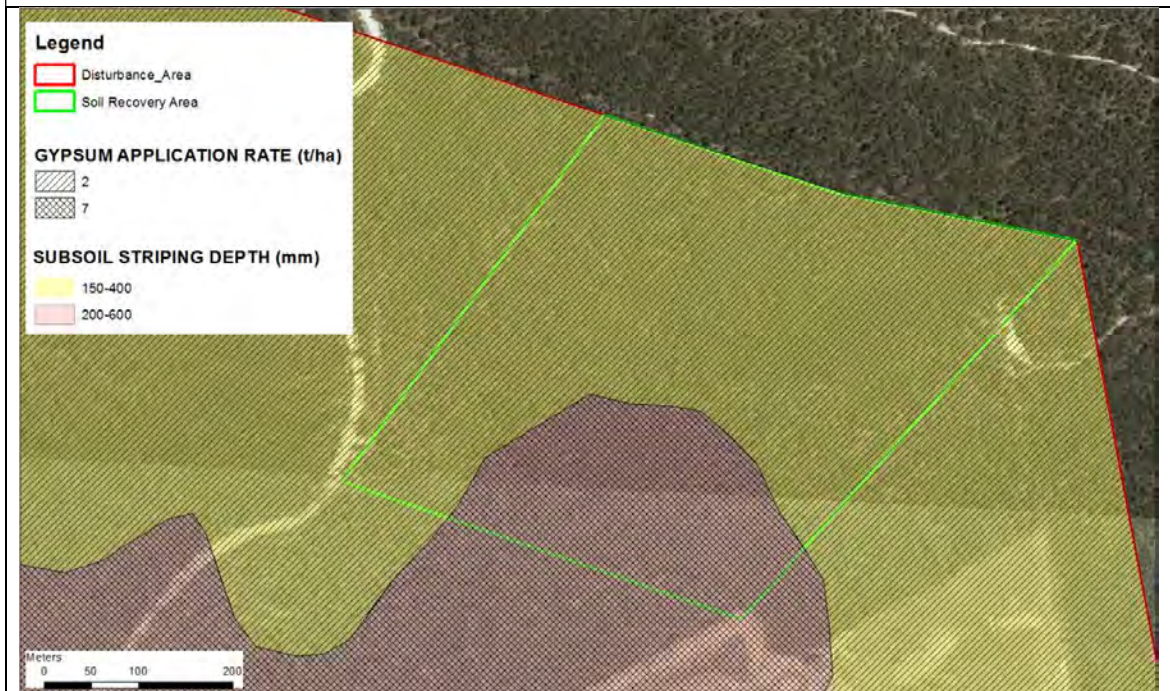 Legend
Disturbance_Area
Soil Recovery Area
GYPSUM APPLICATION RATE (t/ha)
2
7
SUBSOIL STRIPING DEPTH (mm)
150-400
200-600
Meters
0 50 100 200